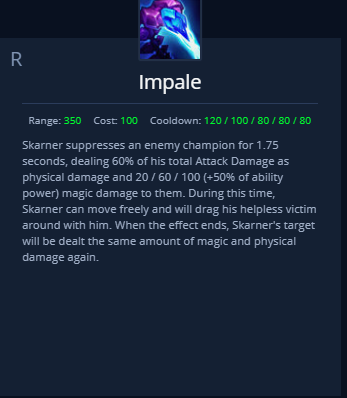 R
Impale
Range: 350 Cost: 100 Cooldown: 120 / 100 / 80 / 80 / 80
Skarner suppresses an enemy champion for 1.75
seconds, dealing 60% of his total Attack Damage as
physical damage and 20 / 60 / 100 (+50% of ability
power) magic damage to them. During this time,
Skarner can move freely and will drag his helpless victim
around with him. When the effect ends, Skarner's target
will be dealt the same amount of magic and physical
damage again.